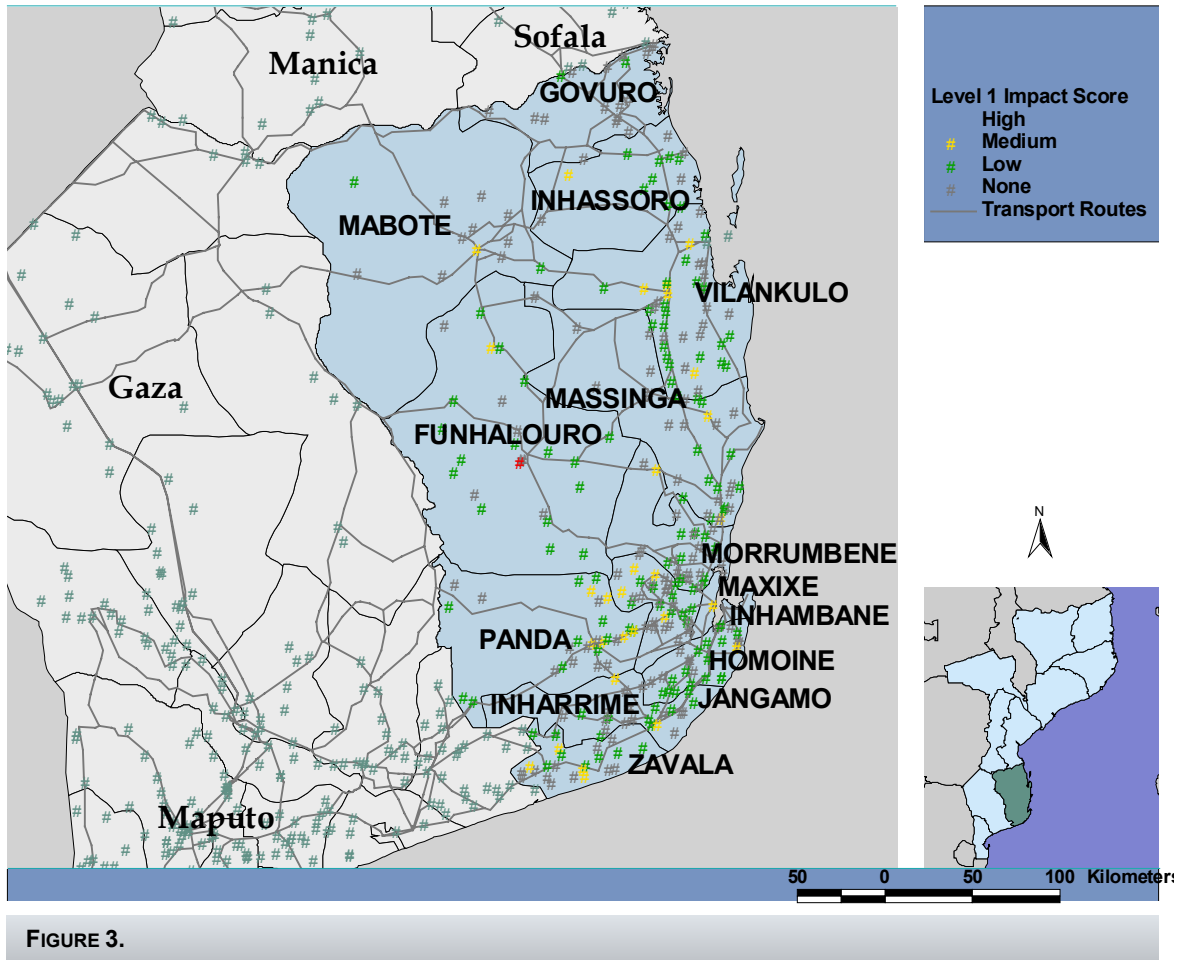 Sofala
Manica
GOVURO
Level 1 Impact Score
High
# Medium
# Low
# None
Transport Routes
INHASSORO
MABOTE
VILANKULO
Gaza
MASSINGA
FUNHALOURO
N
MORRUMBENE
MAXIXE
INHAMBANE
PANDA
HOMOINE
INHARRIME
JANGAMO
ZAVALA
Maputo
50 0 50 100 Kilometers
FIGURE 3.